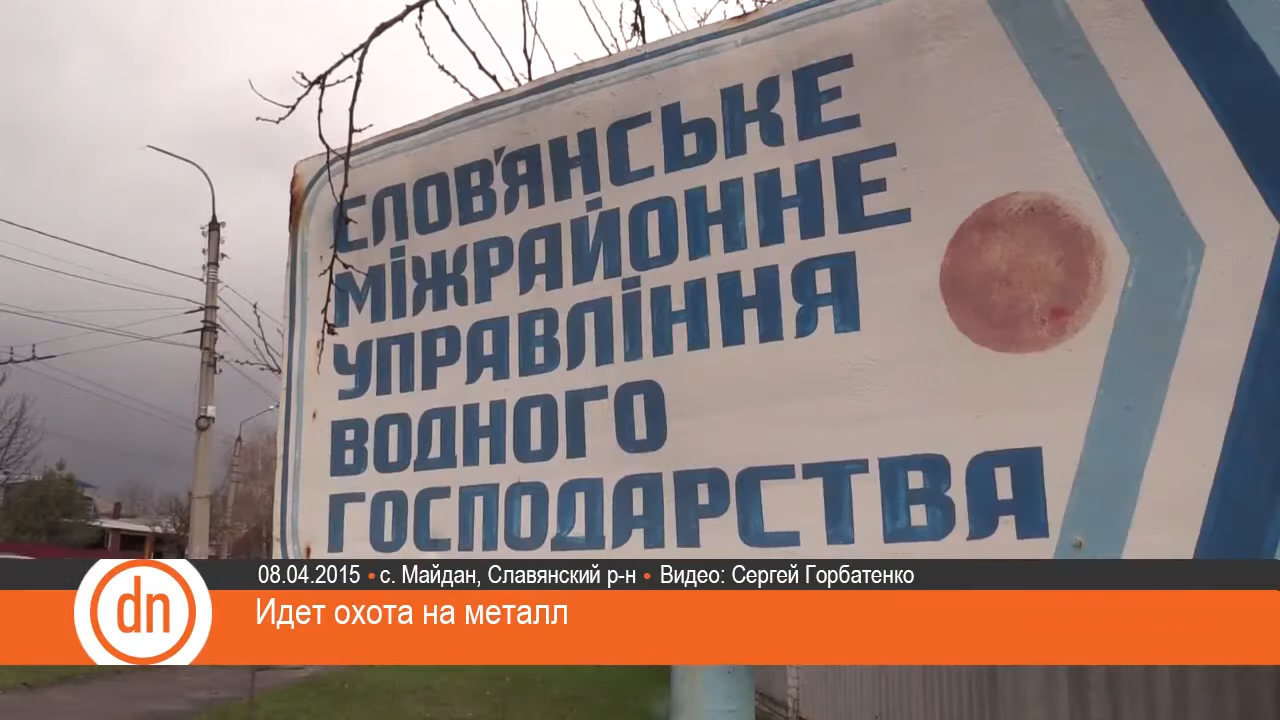 СЛОВ'ЯНСЬКЕ
МІЖРАЙОННЕ
УПРАВЛІННЯ
ВОДНОГО
ГОСПОДАРСТВА
08.04.2015 • с. Майдан, Славянский р-н • Видео: Сергей Горбатенко
dn
Идет охота на металл